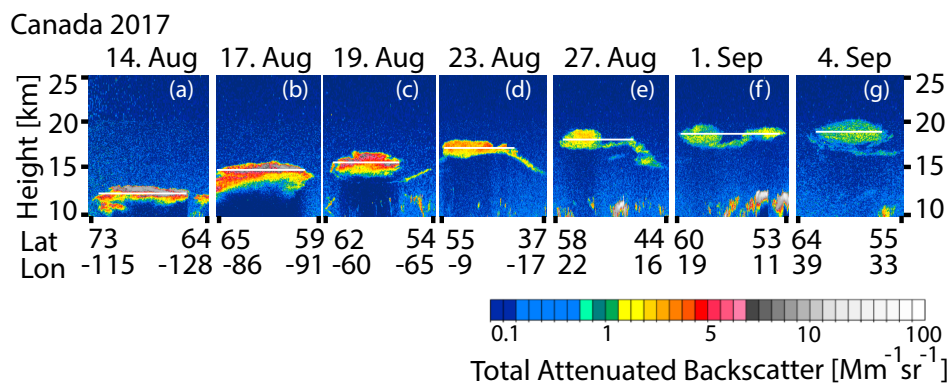 Canada 2017
14. Aug 17. Aug 19. Aug 23. Aug 27. Aug 1. Sep 4. Sep
(a) (b) (c) (d) (e) (f) (g)
Height [km]
25 25
20 20
15 15
10 10
Lat 73 64 65 59 62 54 55 37 58 44 60 53 64 55
Lon -115 -128 -86 -91 -60 -65 -9 -17 22 16 19 11 39 33
0.1 1 5 10 100
Total Attenuated Backscatter [Mm⁻¹sr⁻¹]